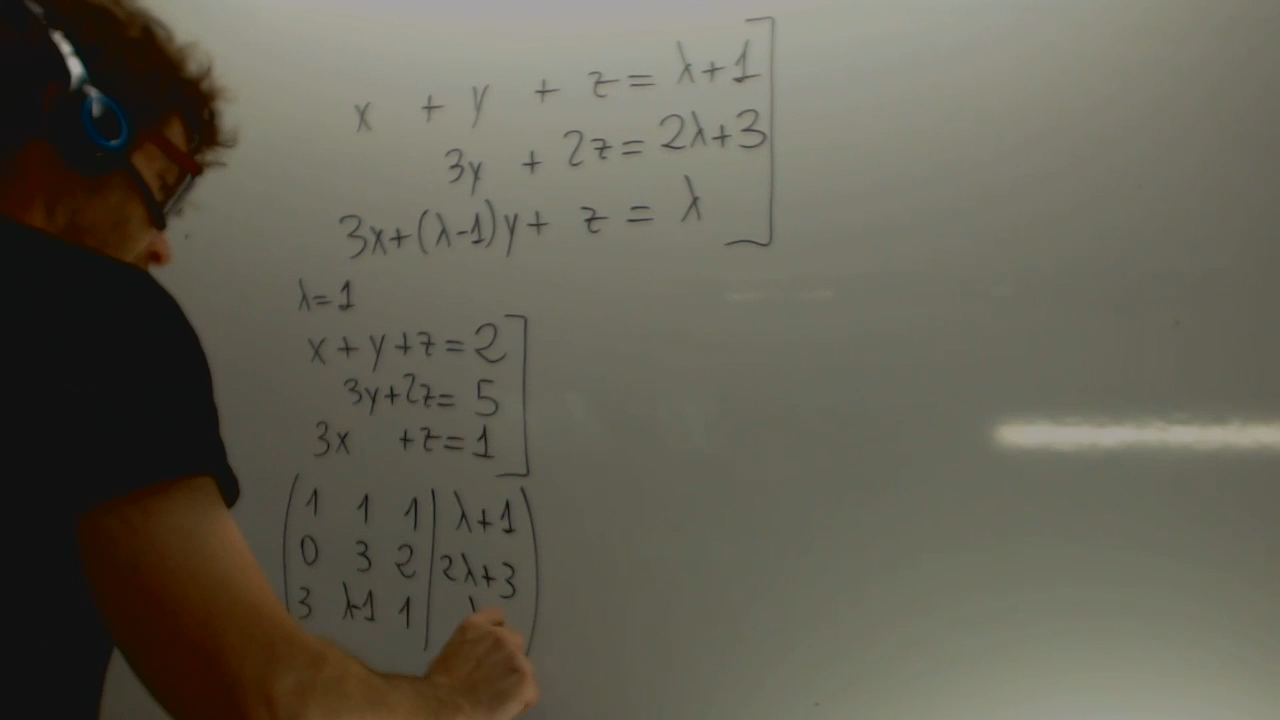 x + y + z = λ+1
3y + 2z = 2λ+3
3x+(λ-1)y+ z = λ
λ=1
x+y+z=2
3y+2z= 5
3x +z=1
1 1 1 | λ+1
0 3 2 | 2λ+3
3 λ-1 1 |